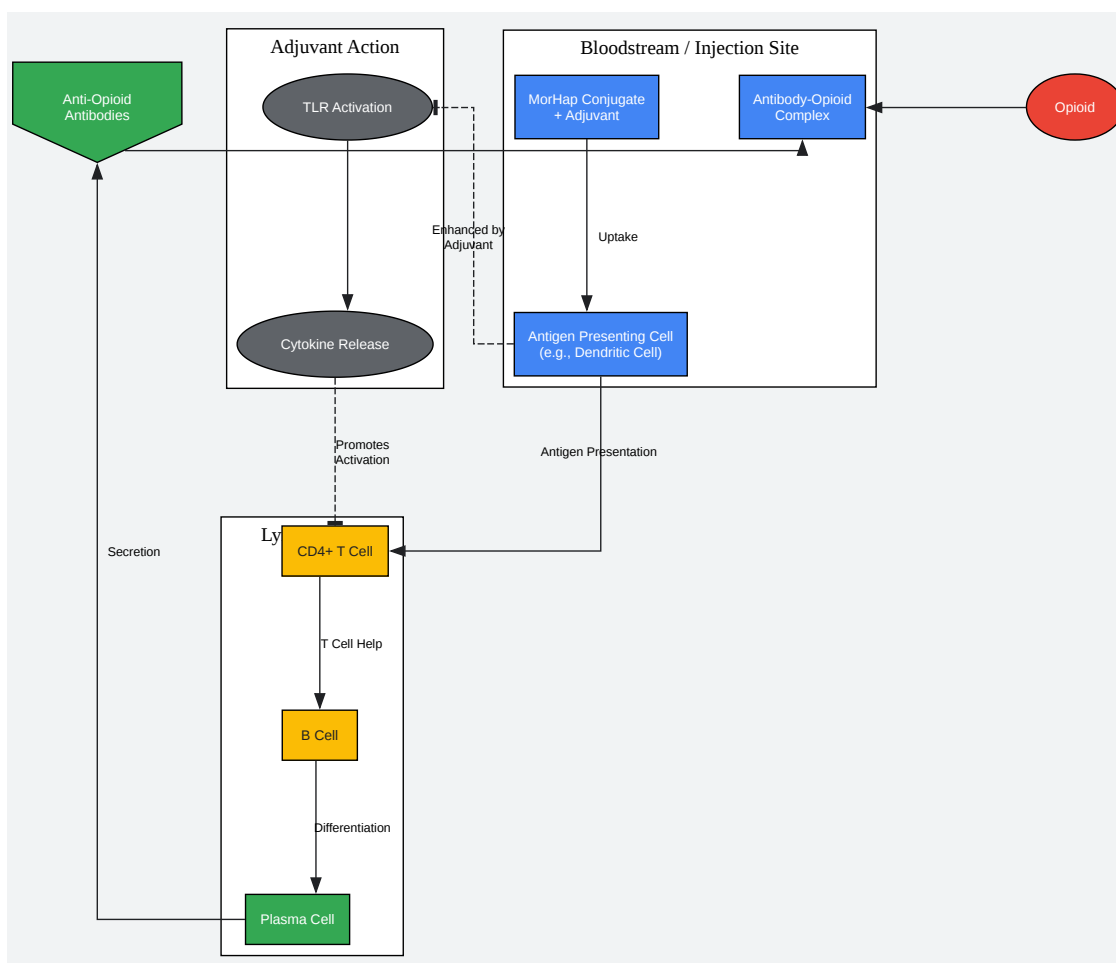 Adjuvant Action
Bloodstream / Injection Site
Anti-Opioid
Antibodies
TLR Activation
MorHap Conjugate
+ Adjuvant
Antibody-Opioid
Complex
Opioid
Enhanced by
Adjuvant
Uptake
Cytokine Release
Antigen Presenting Cell
(e.g., Dendritic Cell)
Promotes
Activation
Antigen Presentation
Ly
CD4+ T Cell
Secretion
T Cell Help
B Cell
Differentiation
Plasma Cell